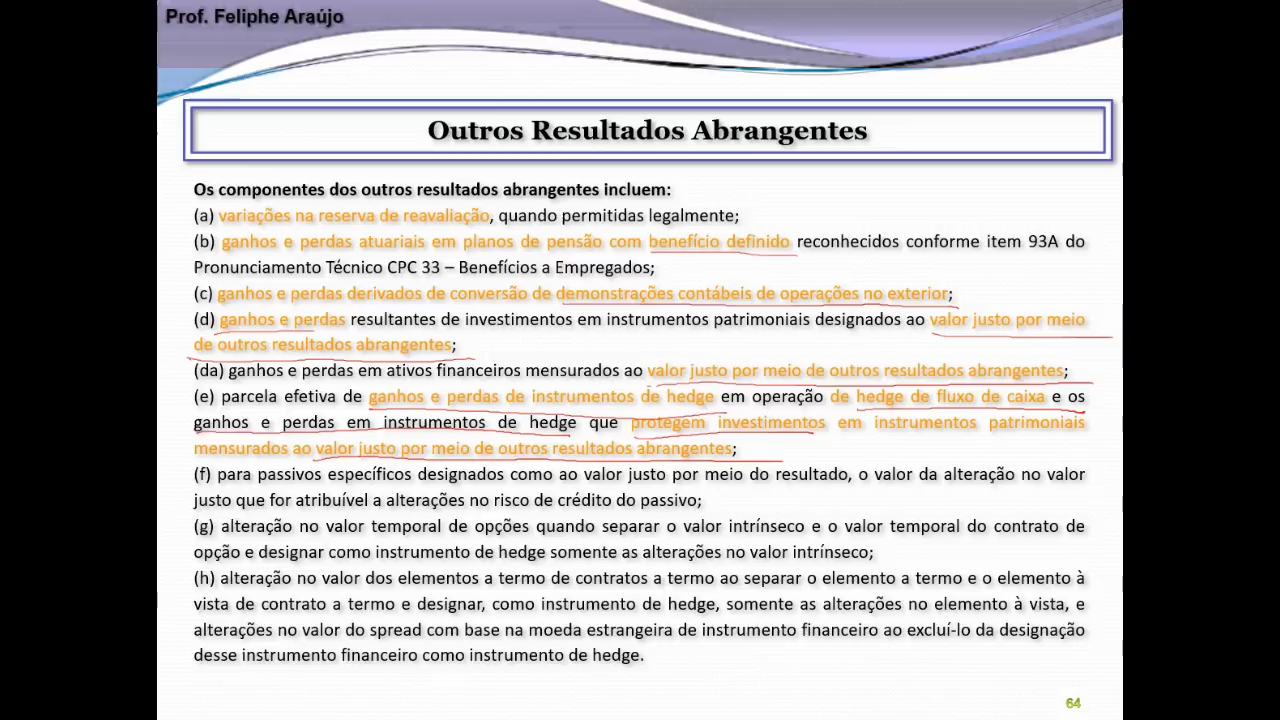 Prof. Feliphe Araújo
Outros Resultados Abrangentes
Os componentes dos outros resultados abrangentes incluem:
(a) variações na reserva de reavaliação, quando permitidas legalmente;
(b) ganhos e perdas atuariais em planos de pensão com benefício definido reconhecidos conforme item 93A do
Pronunciamento Técnico CPC 33 – Benefícios a Empregados;
(c) ganhos e perdas derivados de conversão de demonstrações contábeis de operações no exterior;
(d) ganhos e perdas resultantes de investimentos em instrumentos patrimoniais designados ao valor justo por meio
de outros resultados abrangentes;
(da) ganhos e perdas em ativos financeiros mensurados ao valor justo por meio de outros resultados abrangentes;
(e) parcela efetiva de ganhos e perdas de instrumentos de hedge em operação de hedge de fluxo de caixa e os
ganhos e perdas em instrumentos de hedge que protegem investimentos em instrumentos patrimoniais
mensurados ao valor justo por meio de outros resultados abrangentes;
(f) para passivos específicos designados como ao valor justo por meio do resultado, o valor da alteração no valor
justo que for atribuível a alterações no risco de crédito do passivo;
(g) alteração no valor temporal de opções quando separar o valor intrínseco e o valor temporal do contrato de
opção e designar como instrumento de hedge somente as alterações no valor intrínseco;
(h) alteração no valor dos elementos a termo de contratos a termo ao separar o elemento a termo e o elemento à
vista de contrato a termo e designar, como instrumento de hedge, somente as alterações no elemento à vista, e
alterações no valor do spread com base na moeda estrangeira de instrumento financeiro ao excluí-lo da designação
desse instrumento financeiro como instrumento de hedge.
64